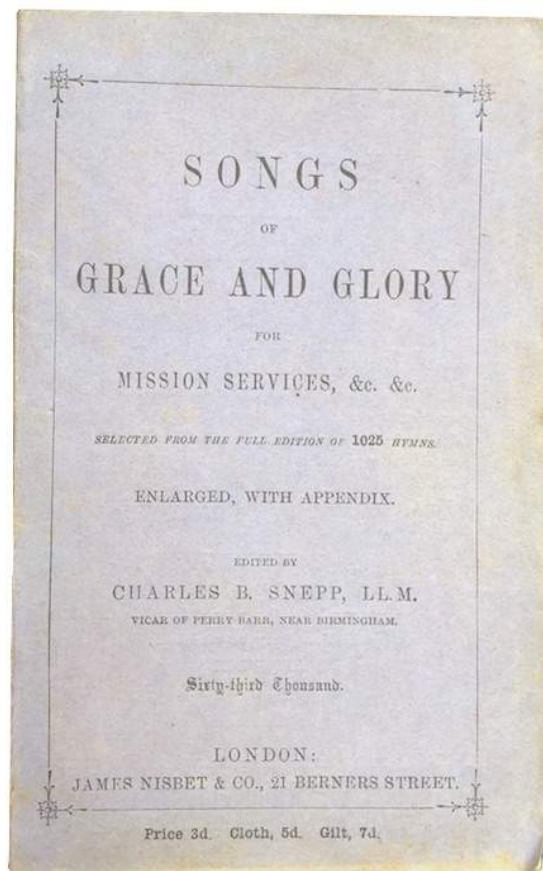 SONGS
OF
GRACE AND GLORY
FOR
MISSION SERVICES, &c. &c.
SELECTED FROM THE FULL EDITION OF 1025 HYMNS.
ENLARGED, WITH APPENDIX.
EDITED BY
CHARLES B. SNEPP, LL.M.
VICAR OF PERRY BARR, NEAR BIRMINGHAM.
Sixty-third Thousand.
LONDON:
JAMES NISBET & CO., 21 BERNERS STREET.
Price 3d. Cloth, 5d. Gilt, 7d.